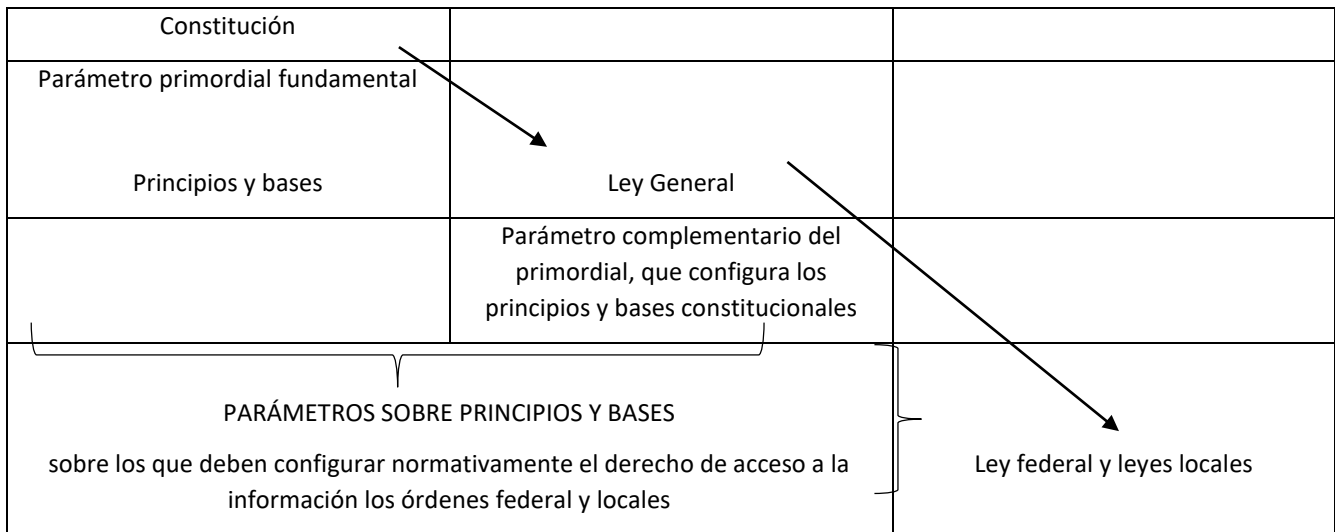 Constitución
Parámetro primordial fundamental
Principios y bases
Ley General
Parámetro complementario del
primordial, que configura los
principios y bases constitucionales
PARÁMETROS SOBRE PRINCIPIOS Y BASES
sobre los que deben configurar normativamente el derecho de acceso a la
información los órdenes federal y locales
Ley federal y leyes locales